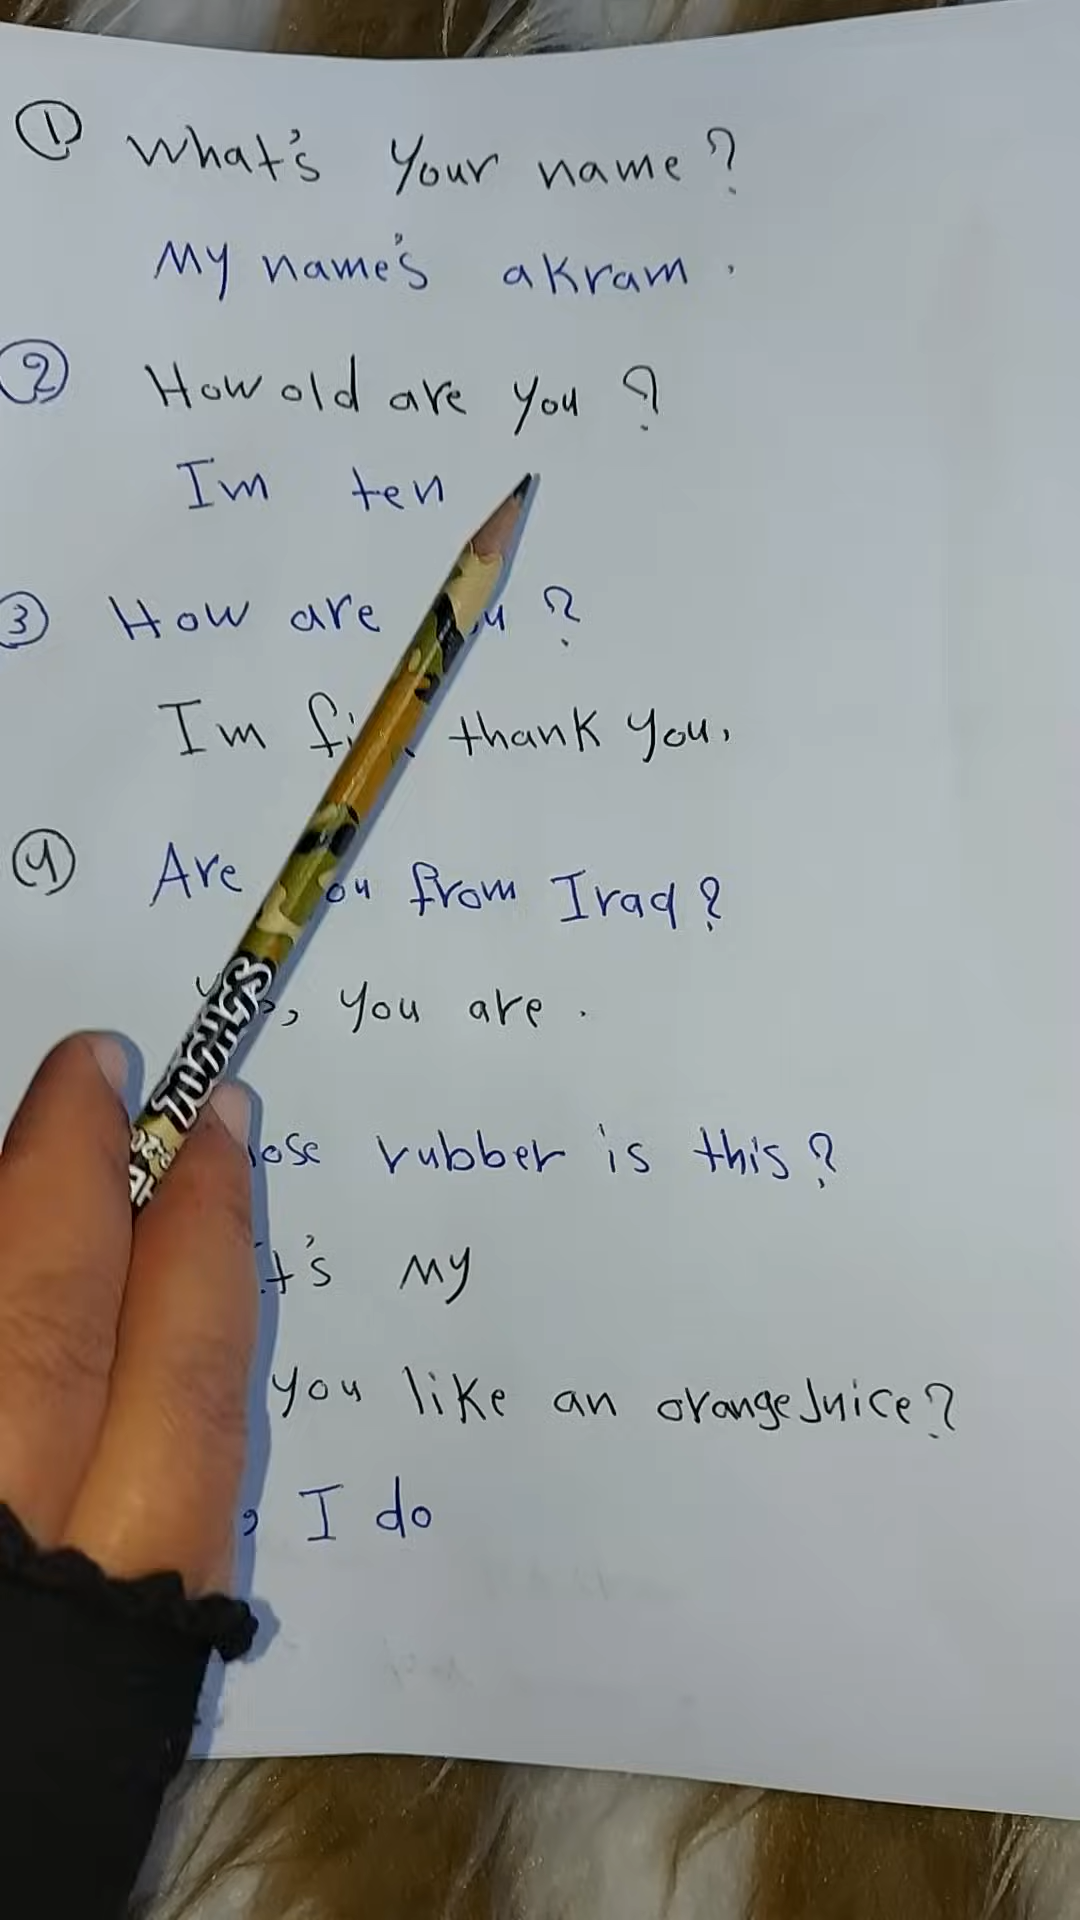 ① What's your name?
My name's akram.
② How old are you?
Im ten
③ How are ?
Im thank you.
④ Are from Iraq?
, you are.
rubber is this?
it's my
you like an orange Juice?
, I do